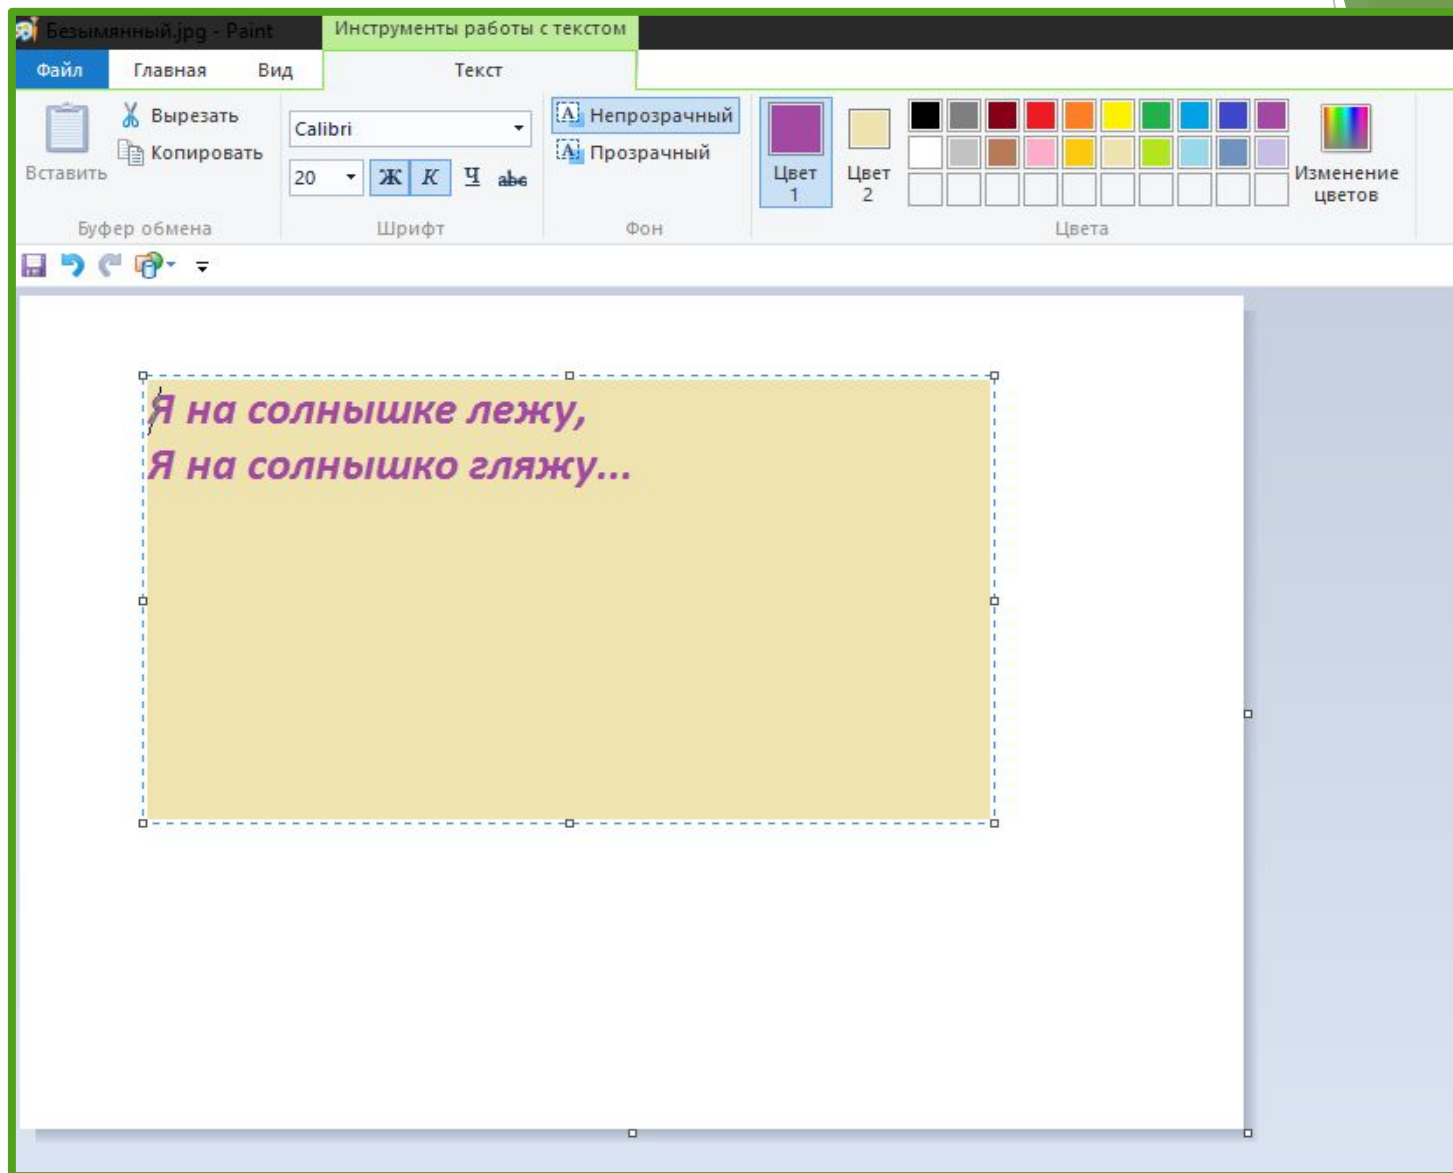 Безымянный.jpg - Paint
Инструменты работы с текстом
Файл
Главная
Вид
Текст
Вставить
Вырезать
Копировать
Буфер обмена
Calibri
20
Ж К Ч abc
Шрифт
Непрозрачный
Прозрачный
Фон
Цвет
1
Цвет
2
Изменение
цветов
Цвета
Я на солнышке лежу,
Я на солнышко гляжу...